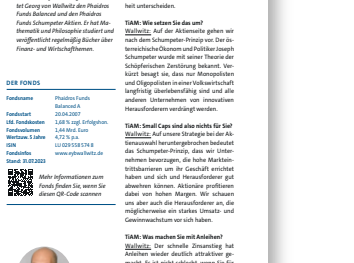 tet Georg von Wallwitz den Phaidros
Funds Balanced und den Phaidros
Funds Schumpeter Aktien. Er hat Ma-
thematik und Philosophie studiert und
veröffentlicht regelmäßig Bücher über
Finanz- und Wirtschaftsthemen.
DER FONDS
Fondsname Phaidros Funds
Balanced A
Fondsstart 20.04.2007
Lfd. Fondskosten 1,68 % zzgl. Erfolgshon.
Fondsvolumen 1,44 Mrd. Euro
Wertzuw. 5 Jahre 4,72 % p.a.
ISIN LU 029 558 574 8
Fondsinfos www.eybwallwitz.de
Stand: 31.07.2023
Mehr Informationen zum
Fonds finden Sie, wenn Sie
diesen QR-Code scannen
heit unterscheiden.
TiAM: Wie setzen Sie das um?
Wallwitz: Auf der Aktienseite gehen wir
nach dem Schumpeter-Prinzip vor. Der ös-
terreichische Ökonom und Politiker Joseph
Schumpeter wurde mit seiner Theorie der
Schöpferischen Zerstörung bekannt. Ver-
kürzt besagt sie, dass nur Monopolisten
und Oligopolisten in einer Volkswirtschaft
langfristig überlebensfähig sind und alle
anderen Unternehmen von innovativen
Herausforderern verdrängt werden.
TiAM: Small Caps sind also nichts für Sie?
Wallwitz: Auf unsere Strategie bei der Ak-
tienauswahl heruntergebrochen bedeutet
das Schumpeter-Prinzip, dass wir Unter-
nehmen bevorzugen, die hohe Marktein-
trittsbarrieren um ihr Geschäft errichtet
haben und sich und Herausforderer gut
abwehren können. Aktionäre profitieren
dabei von hohen Margen. Wir schauen
uns aber auch die Herausforderer an, die
möglicherweise ein starkes Umsatz- und
Gewinnwachstum vor sich haben.
TiAM: Was machen Sie mit Anleihen?
Wallwitz: Der schnelle Zinsanstieg hat
Anleihen wieder deutlich attraktiver ge-